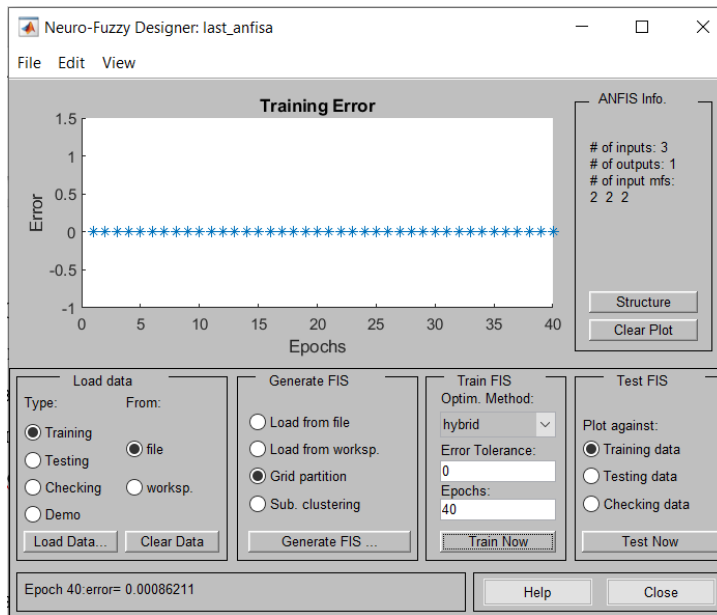 Neuro-Fuzzy Designer: last_anfisa
File Edit View
Training Error
1.5
1
0.5
0
-0.5
-1
Error
0 5 10 15 20 25 30 35 40
Epochs
ANFIS Info.
# of inputs: 3
# of outputs: 1
# of input mfs:
2 2 2
Structure
Clear Plot
Load data
Type: From:
Training
file
Testing
Checking
worksp.
Demo
Load Data... Clear Data
Generate FIS
Load from file
Load from worksp.
Grid partition
Sub. clustering
Generate FIS ...
Train FIS
Optim. Method:
hybrid
Error Tolerance:
0
Epochs:
40
Train Now
Test FIS
Plot against:
Training data
Testing data
Checking data
Test Now
Epoch 40:error= 0.00086211
Help Close